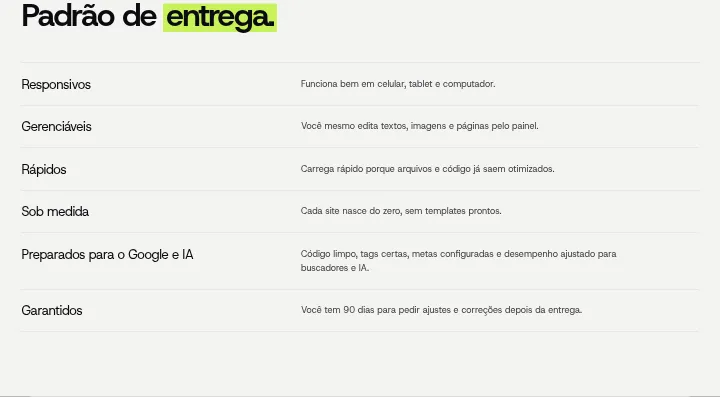 Padrão de entrega.
Responsivos
Funciona bem em celular, tablet e computador.
Gerenciáveis
Você mesmo edita textos, imagens e páginas pelo painel.
Rápidos
Carrega rápido porque arquivos e código já saem otimizados.
Sob medida
Cada site nasce do zero, sem templates prontos.
Preparados para o Google e IA
Código limpo, tags certas, metas configuradas e desempenho ajustado para
buscadores e IA.
Garantidos
Você tem 90 dias para pedir ajustes e correções depois da entrega.